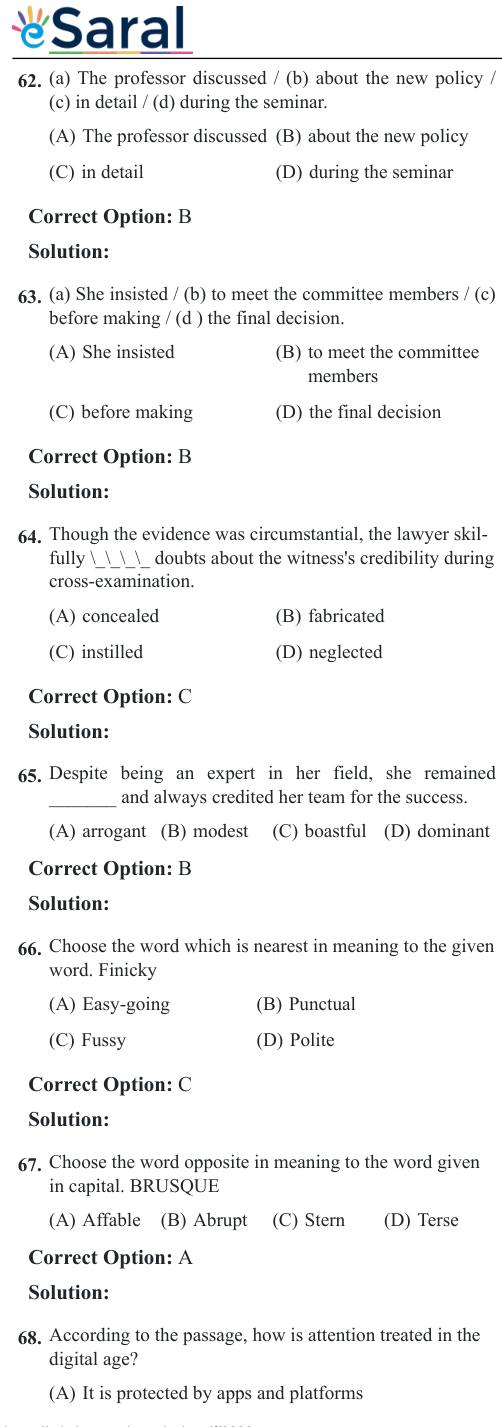 eSaral
62. (a) The professor discussed / (b) about the new policy /
(c) in detail / (d) during the seminar.
(A) The professor discussed (B) about the new policy
(C) in detail (D) during the seminar
Correct Option: B
Solution:
63. (a) She insisted / (b) to meet the committee members / (c)
before making / (d ) the final decision.
(A) She insisted (B) to meet the committee
members
(C) before making (D) the final decision
Correct Option: B
Solution:
64. Though the evidence was circumstantial, the lawyer skil-
fully \_\_\_\_ doubts about the witness's credibility during
cross-examination.
(A) concealed (B) fabricated
(C) instilled (D) neglected
Correct Option: C
Solution:
65. Despite being an expert in her field, she remained
_______ and always credited her team for the success.
(A) arrogant (B) modest (C) boastful (D) dominant
Correct Option: B
Solution:
66. Choose the word which is nearest in meaning to the given
word. Finicky
(A) Easy-going (B) Punctual
(C) Fussy (D) Polite
Correct Option: C
Solution:
67. Choose the word opposite in meaning to the word given
in capital. BRUSQUE
(A) Affable (B) Abrupt (C) Stern (D) Terse
Correct Option: A
Solution:
68. According to the passage, how is attention treated in the
digital age?
(A) It is protected by apps and platforms